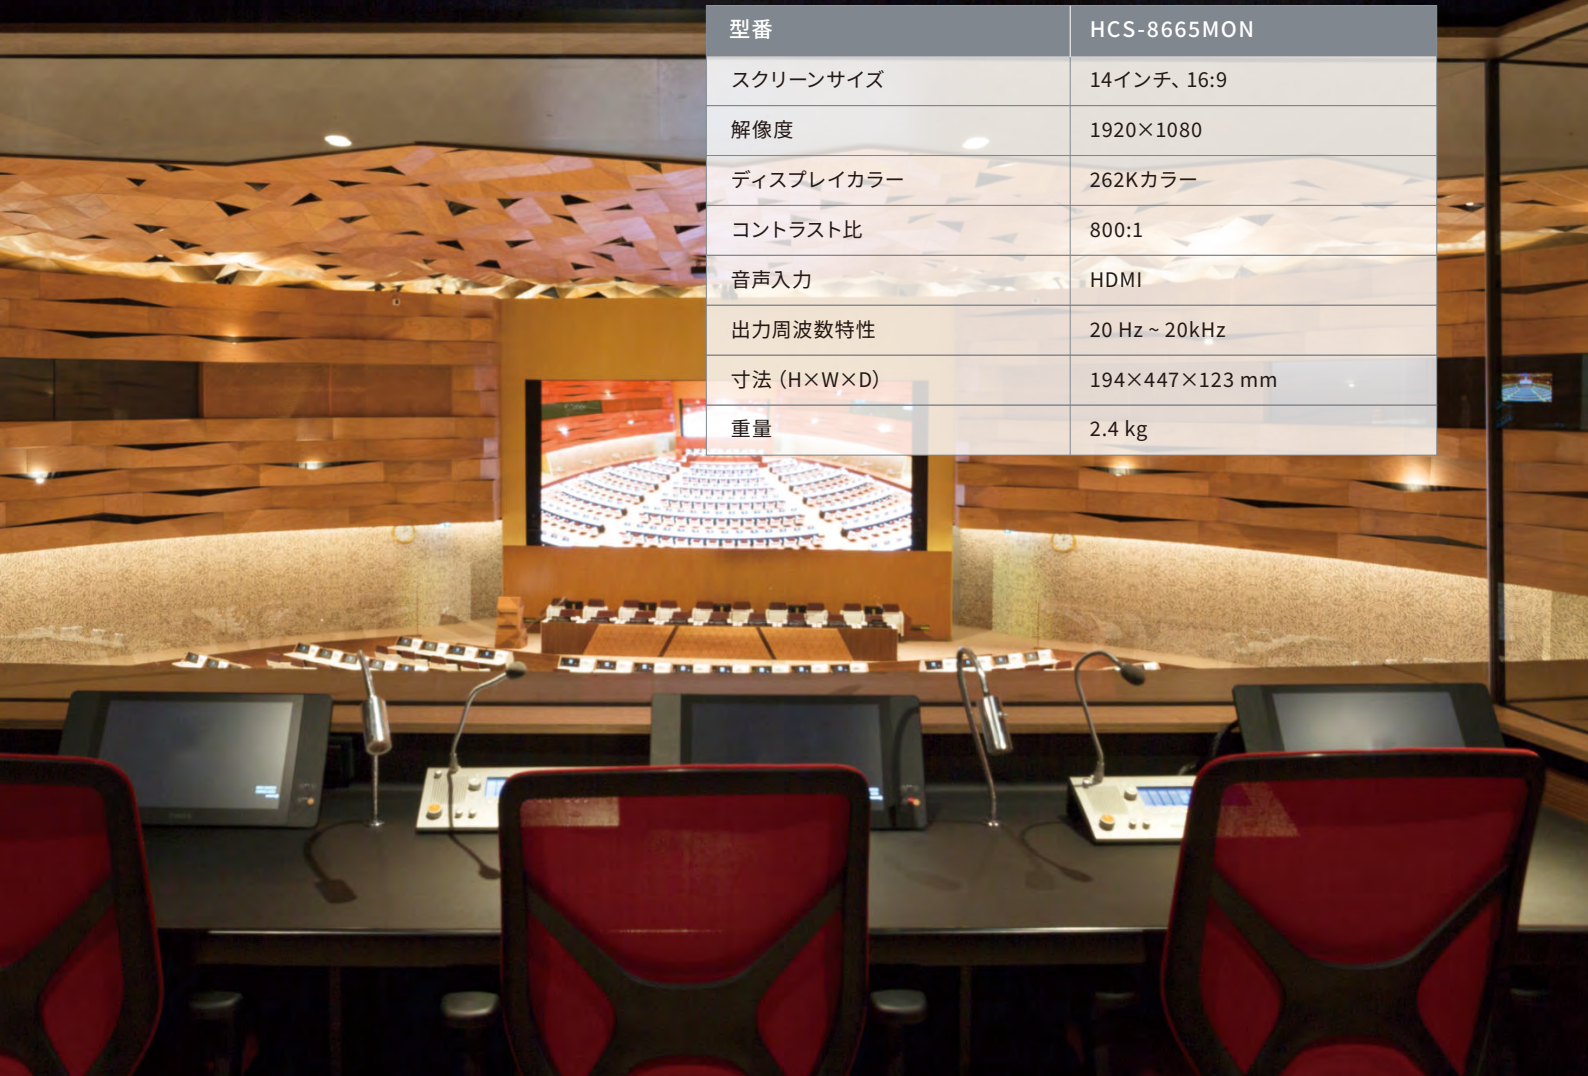 型番 HCS-8665MON
スクリーンサイズ 14インチ、16:9
解像度 1920×1080
ディスプレイカラー 262Kカラー
コントラスト比 800:1
音声入力 HDMI
出力周波数特性 20 Hz ~ 20kHz
寸法（H×W×D） 194×447×123 mm
重量 2.4 kg